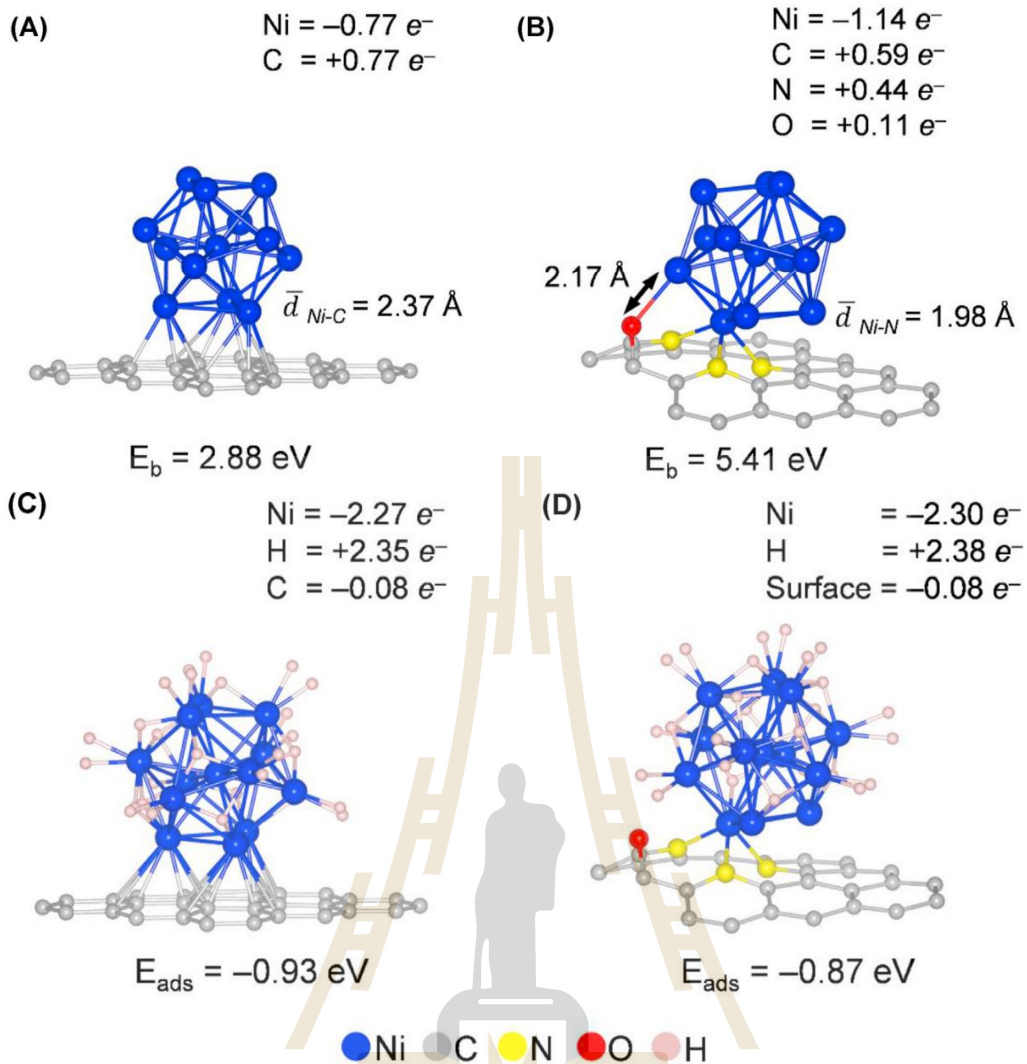 (A)
Ni = –0.77 e⁻
C = +0.77 e⁻
(B)
Ni = –1.14 e⁻
C = +0.59 e⁻
N = +0.44 e⁻
O = +0.11 e⁻
d̅ Ni-C = 2.37 Å
2.17 Å
d̅ Ni-N = 1.98 Å
E_b = 2.88 eV
E_b = 5.41 eV
(C)
Ni = –2.27 e⁻
H = +2.35 e⁻
C = –0.08 e⁻
(D)
Ni = –2.30 e⁻
H = +2.38 e⁻
Surface = –0.08 e⁻
E_ads = –0.93 eV
E_ads = –0.87 eV
Ni C N O H